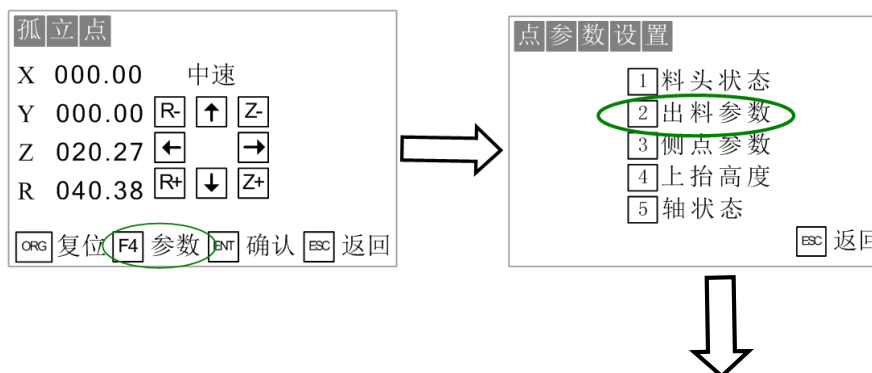 孤立点
X 000.00 中速
Y 000.00 R- ↑ Z-
Z 020.27 ← →
R 040.38 R+ ↓ Z+
ORG 复位 F4 参数 ENT 确认 ESC 返回
点参数设置
1 料头状态
2 出料参数
3 侧点参数
4 上抬高度
5 轴状态
ESC 返回